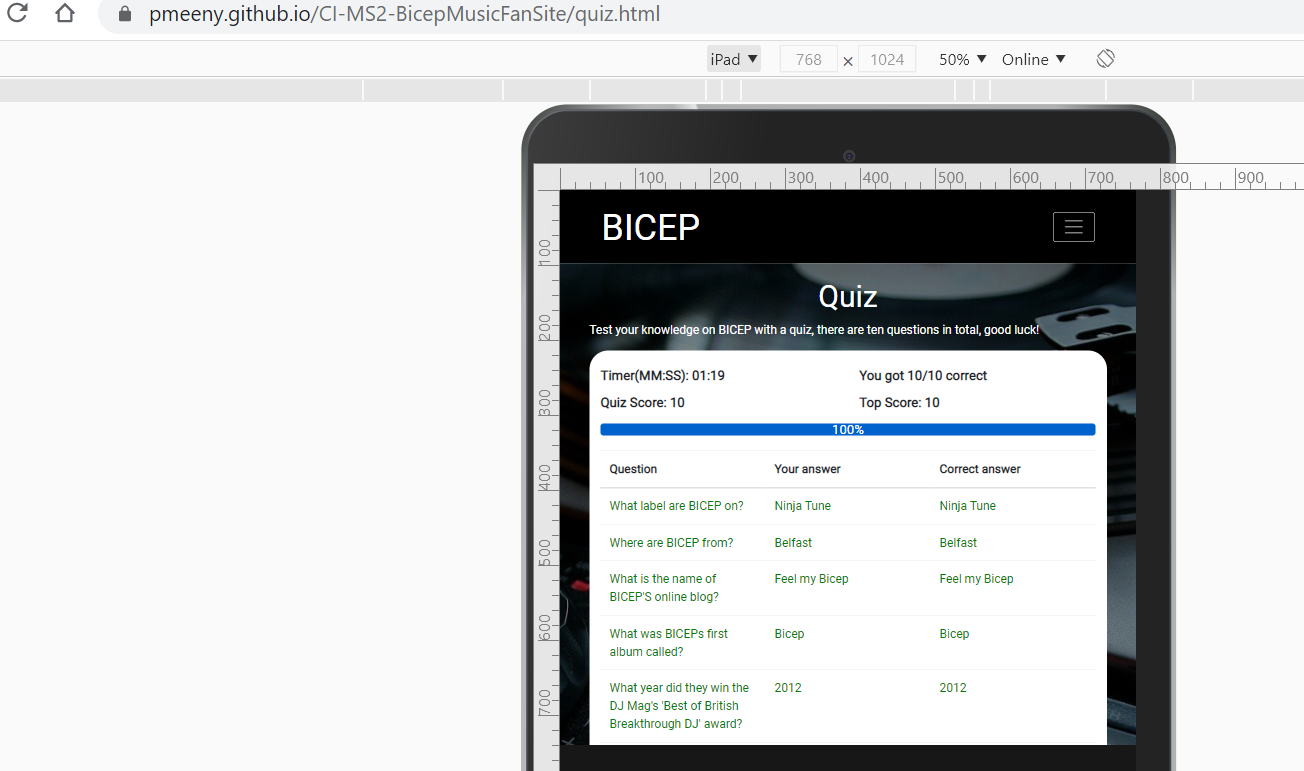 pmeeny.github.io/CI-MS2-BicepMusicFanSite/quiz.html
iPad ▼ 768 × 1024 50% ▼ Online ▼
100 200 300 400 500 600 700 800 900
100
200
300
400
500
600
700
BICEP
Quiz
Test your knowledge on BICEP with a quiz, there are ten questions in total, good luck!
Timer(MM:SS): 01:19 You got 10/10 correct
Quiz Score: 10 Top Score: 10
100%
Question Your answer Correct answer
What label are BICEP on? Ninja Tune Ninja Tune
Where are BICEP from? Belfast Belfast
What is the name of Feel my Bicep Feel my Bicep
BICEP'S online blog?
What was BICEPs first Bicep Bicep
album called?
What year did they win the 2012 2012
DJ Mag's 'Best of British
Breakthrough DJ' award?